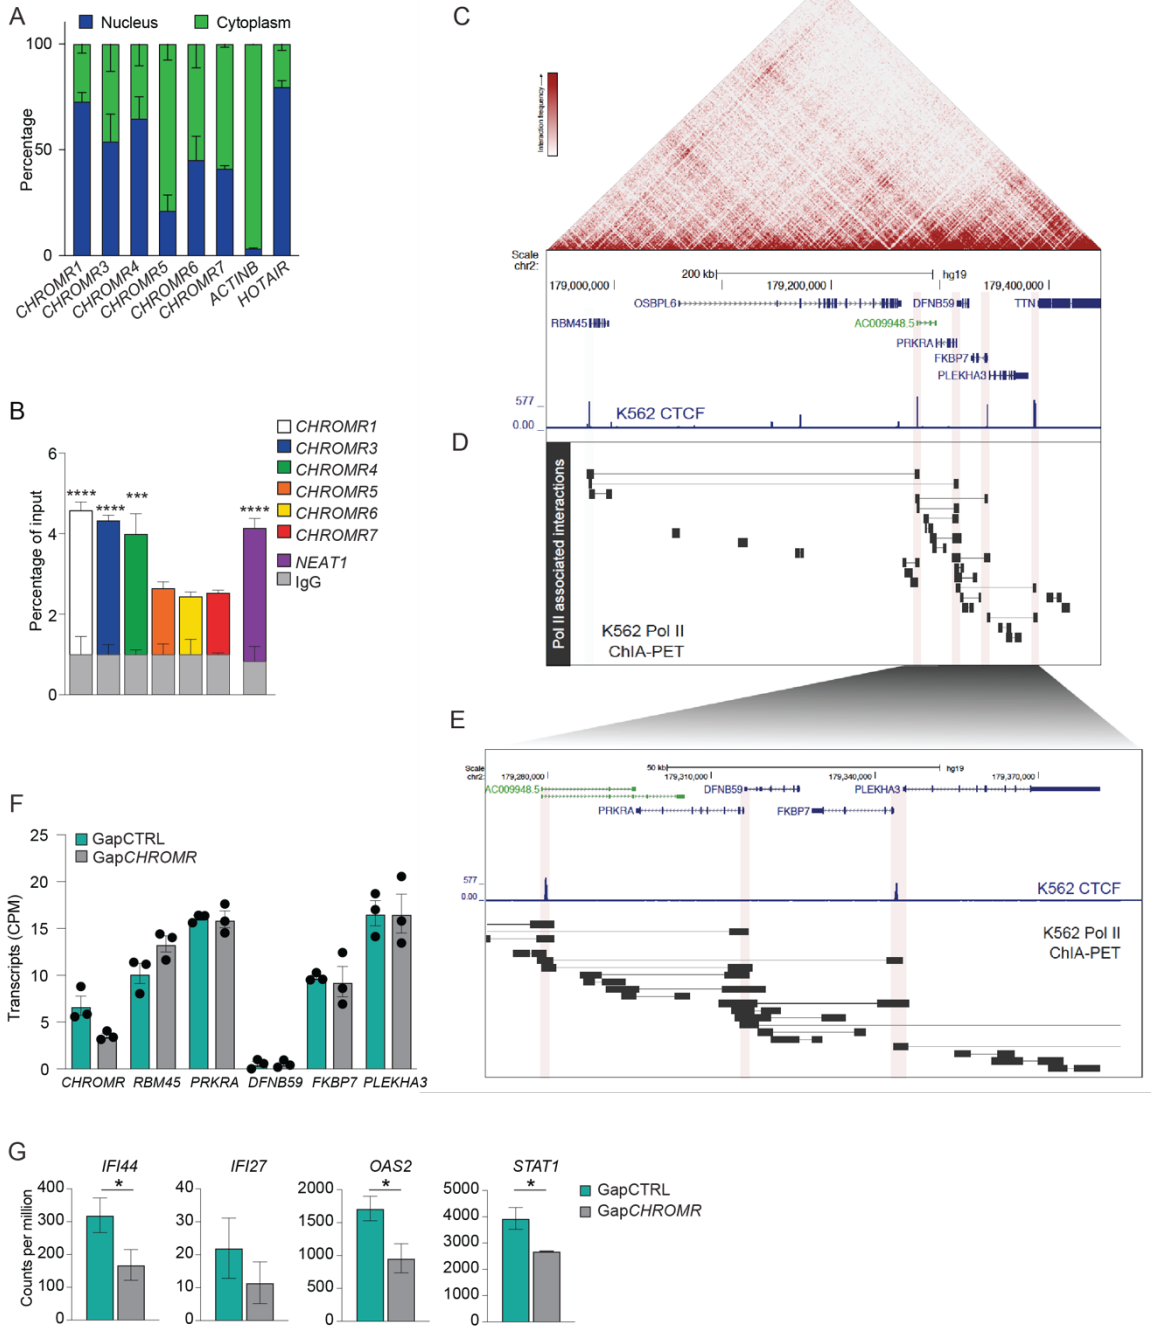 A
Nucleus
Cytoplasm
100
50
0
Percentage
CHROMR1
CHROMR3
CHROMR4
CHROMR5
CHROMR6
CHROMR7
ACTINB
HOTAIR
B
CHROMR1
CHROMR3
CHROMR4
CHROMR5
CHROMR6
CHROMR7
NEAT1
IgG
6
4
2
0
Percentage of input
****
****
***
****
C
Interaction frequency
Scale
chr2:
200 kb
hg19
179,000,000
179,200,000
179,400,000
OSBPL6
DFNB59
TTN
RBM45
AC009948.5
PRKRA
FKBP7
PLEKHA3
577
0.00
K562 CTCF
D
Pol II associated interactions
K562 Pol II
ChIA-PET
E
Scale
chr2:
50 kb
hg19
179,280,000
179,310,000
179,340,000
179,370,000
AC009948.5
DFNB59
PLEKHA3
PRKRA
FKBP7
577
0.00
K562 CTCF
K562 Pol II
ChIA-PET
F
25
20
15
10
5
0
Transcripts (CPM)
GapCTRL
GapCHROMR
CHROMR
RBM45
PRKRA
DFNB59
FKBP7
PLEKHA3
G
IFI44
IFI27
OAS2
STAT1
Counts per million
400
300
200
100
0
*
40
30
20
10
0
2000
1500
1000
500
0
*
5000
4000
3000
2000
1000
0
*
GapCTRL
GapCHROMR